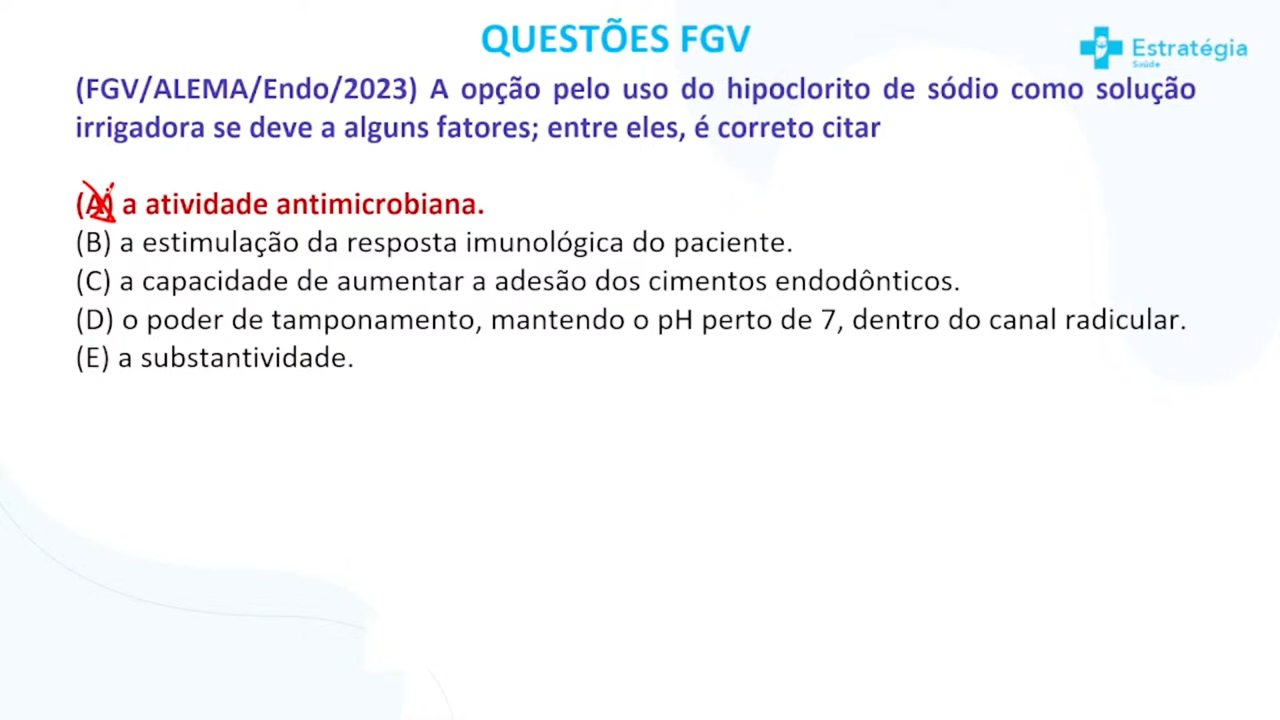 QUESTÕES FGV
Estratégia
Saúde
(FGV/ALEMA/Endo/2023) A opção pelo uso do hipoclorito de sódio como solução
irrigadora se deve a alguns fatores; entre eles, é correto citar
(A) a atividade antimicrobiana.
(B) a estimulação da resposta imunológica do paciente.
(C) a capacidade de aumentar a adesão dos cimentos endodônticos.
(D) o poder de tamponamento, mantendo o pH perto de 7, dentro do canal radicular.
(E) a substantividade.